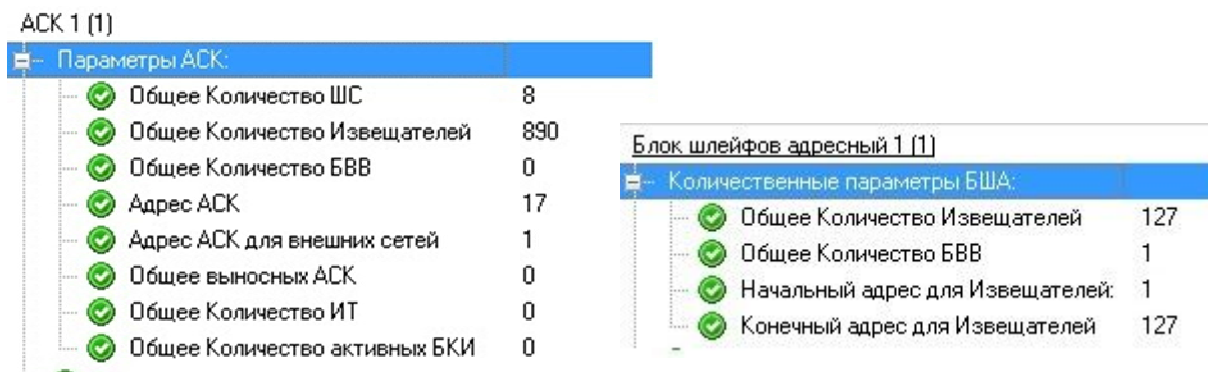 АСК 1 (1)
Параметры АСК:
Общее Количество ШС 8
Общее Количество Извещателей 890
Общее Количество БВВ 0
Адрес АСК 17
Адрес АСК для внешних сетей 1
Общее выносных АСК 0
Общее Количество ИТ 0
Общее Количество активных БКИ 0
Блок шлейфов адресный 1 (1)
Количественные параметры БША:
Общее Количество Извещателей 127
Общее Количество БВВ 1
Начальный адрес для Извещателей: 1
Конечный адрес для Извещателей 127